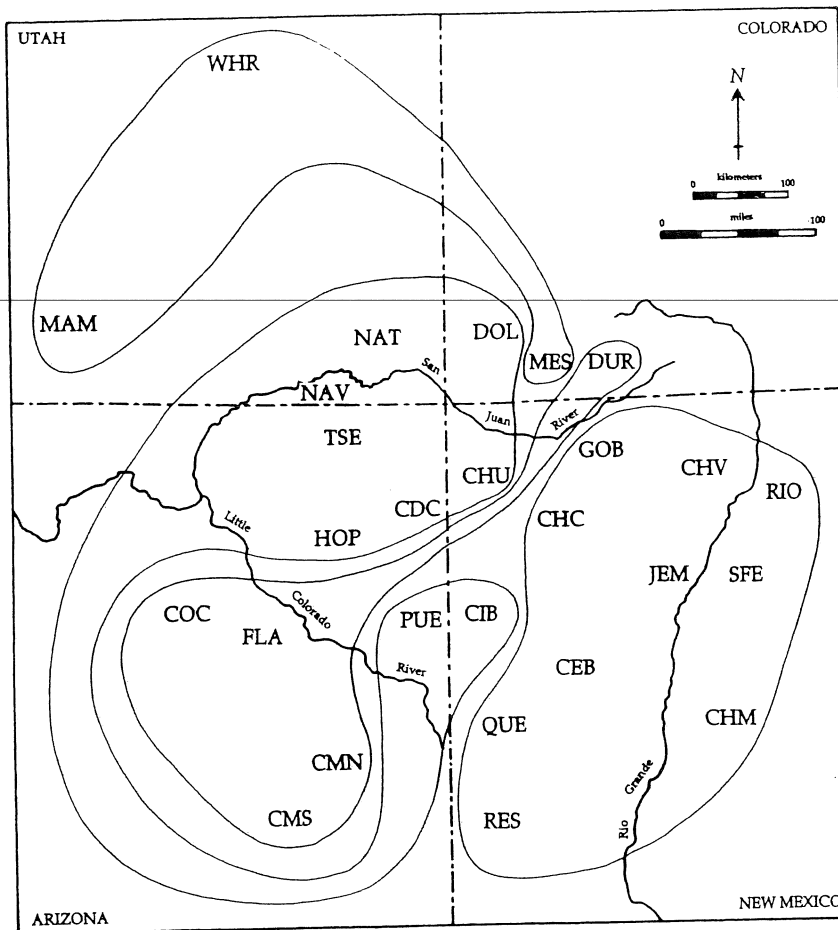 UTAH
COLORADO
WHR
N
kilometers
0 100
miles
0 100
MAM
NAT
DOL
MES
DUR
San
NAV
Juan
River
TSE
GOB
CHU
CHV
RIO
CDC
CHC
Little
HOP
JEM
SFE
COC
Colorado
PUE
CIB
FLA
River
CEB
QUE
CHM
CMN
Rio Grande
CMS
RES
ARIZONA
NEW MEXICO